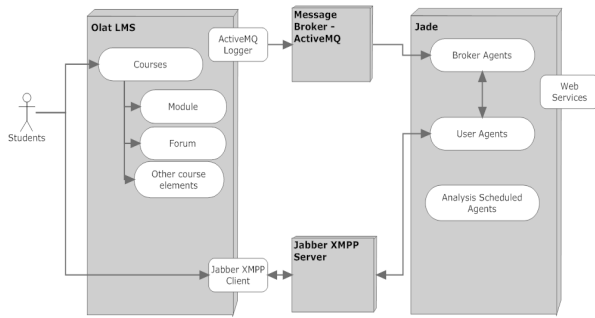 Olat LMS
Courses
Module
Forum
Other course
elements
Students
ActiveMQ
Logger
Jabber XMPP
Client
Message
Broker -
ActiveMQ
Jabber XMPP
Server
Jade
Broker Agents
Web
Services
User Agents
Analysis Scheduled
Agents